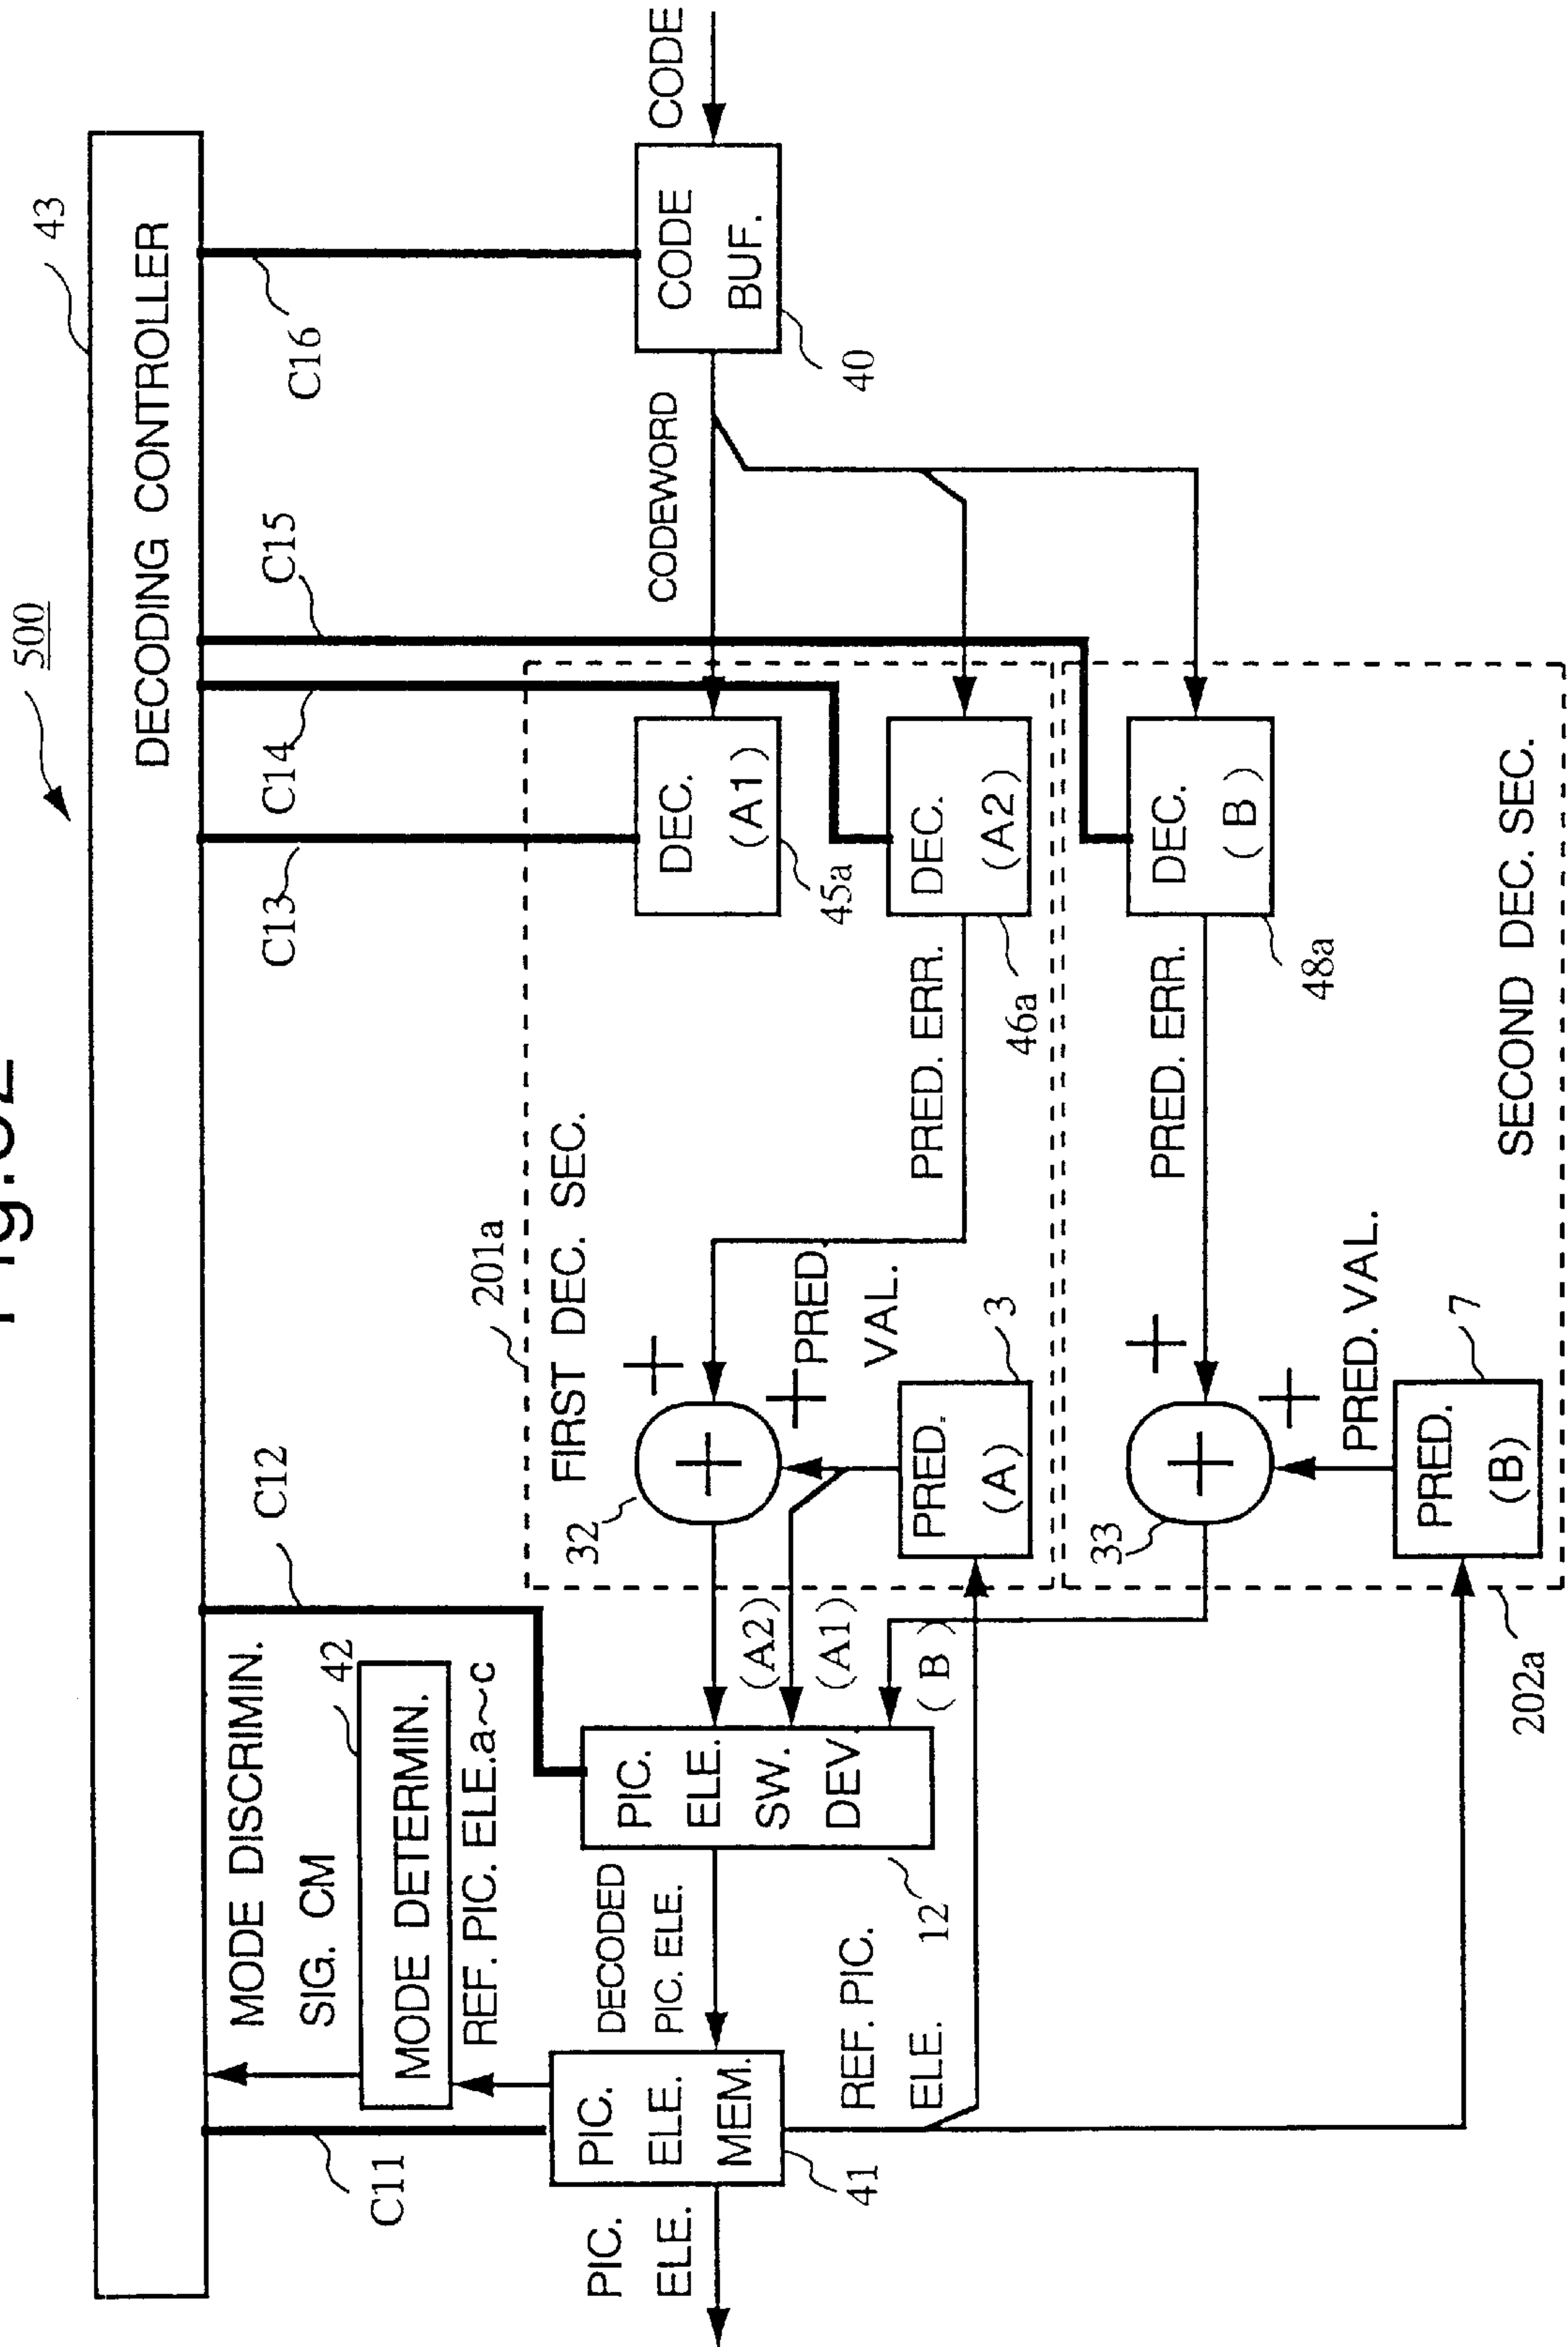 500
43
DECODING CONTROLLER
MODE DISCRIMIN.
SIG. CM
42
MODE DETERMIN.
REF. PIC. ELE.a~c
C11
C12
C13
C14
C15
C16
201a
FIRST DEC. SEC.
PIC.
ELE.
PIC.
ELE.
MEM.
41
DECODED
PIC. ELE.
PIC.
ELE.
SW.
DEV
12
REF. PIC.
ELE.
(A2)
(A1)
(B)
32
+
+
+
PRED.
VAL.
PRED.
(A)
3
PRED. ERR.
DEC.
(A1)
45a
DEC.
(A2)
46a
CODEWORD
CODE
BUF.
40
CODE
33
+
+
+
PRED. VAL.
PRED.
(B)
7
PRED. ERR.
DEC.
(B)
48a
SECOND DEC. SEC.
202a